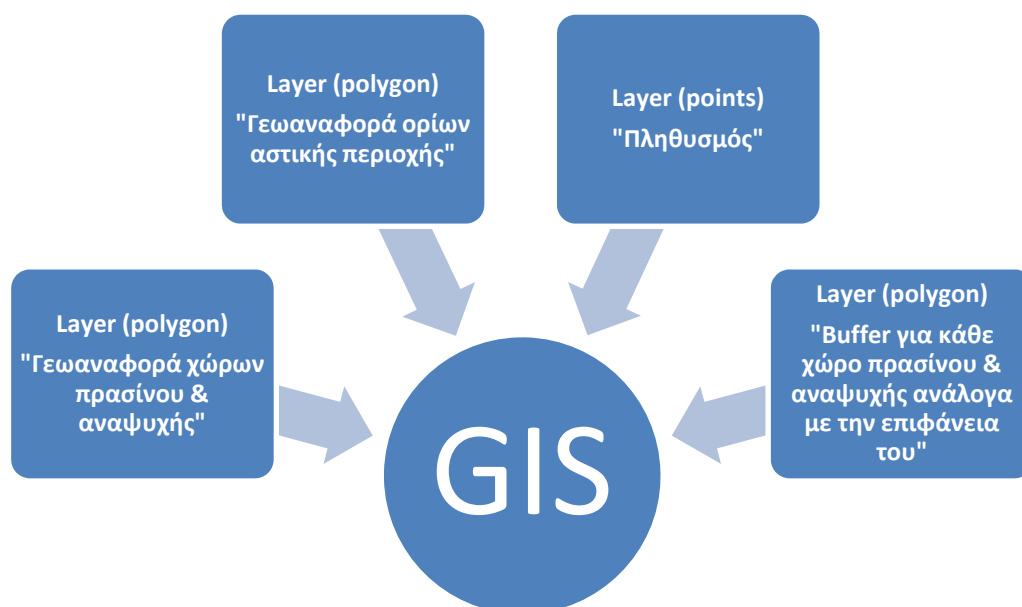 Layer (polygon)
"Γεωαναφορά χώρων
πρασίνου &
αναψυχής"
Layer (polygon)
"Γεωαναφορά ορίων
αστικής περιοχής"
Layer (points)
"Πληθυσμός"
Layer (polygon)
"Buffer για κάθε
χώρο πρασίνου &
αναψυχής ανάλογα
με την επιφάνεια
του"
GIS